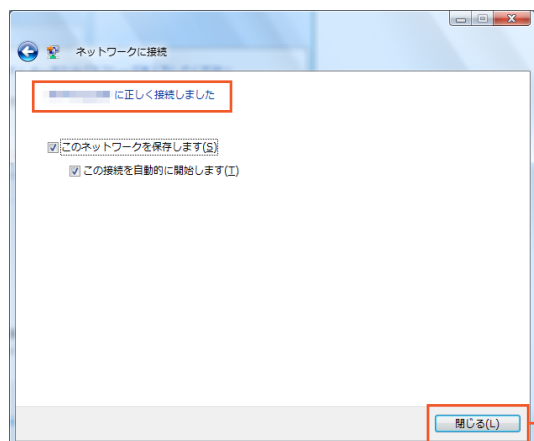 ネットワークに接続
に正しく接続しました
このネットワークを保存します(S)
この接続を自動的に開始します(T)
閉じる(L)